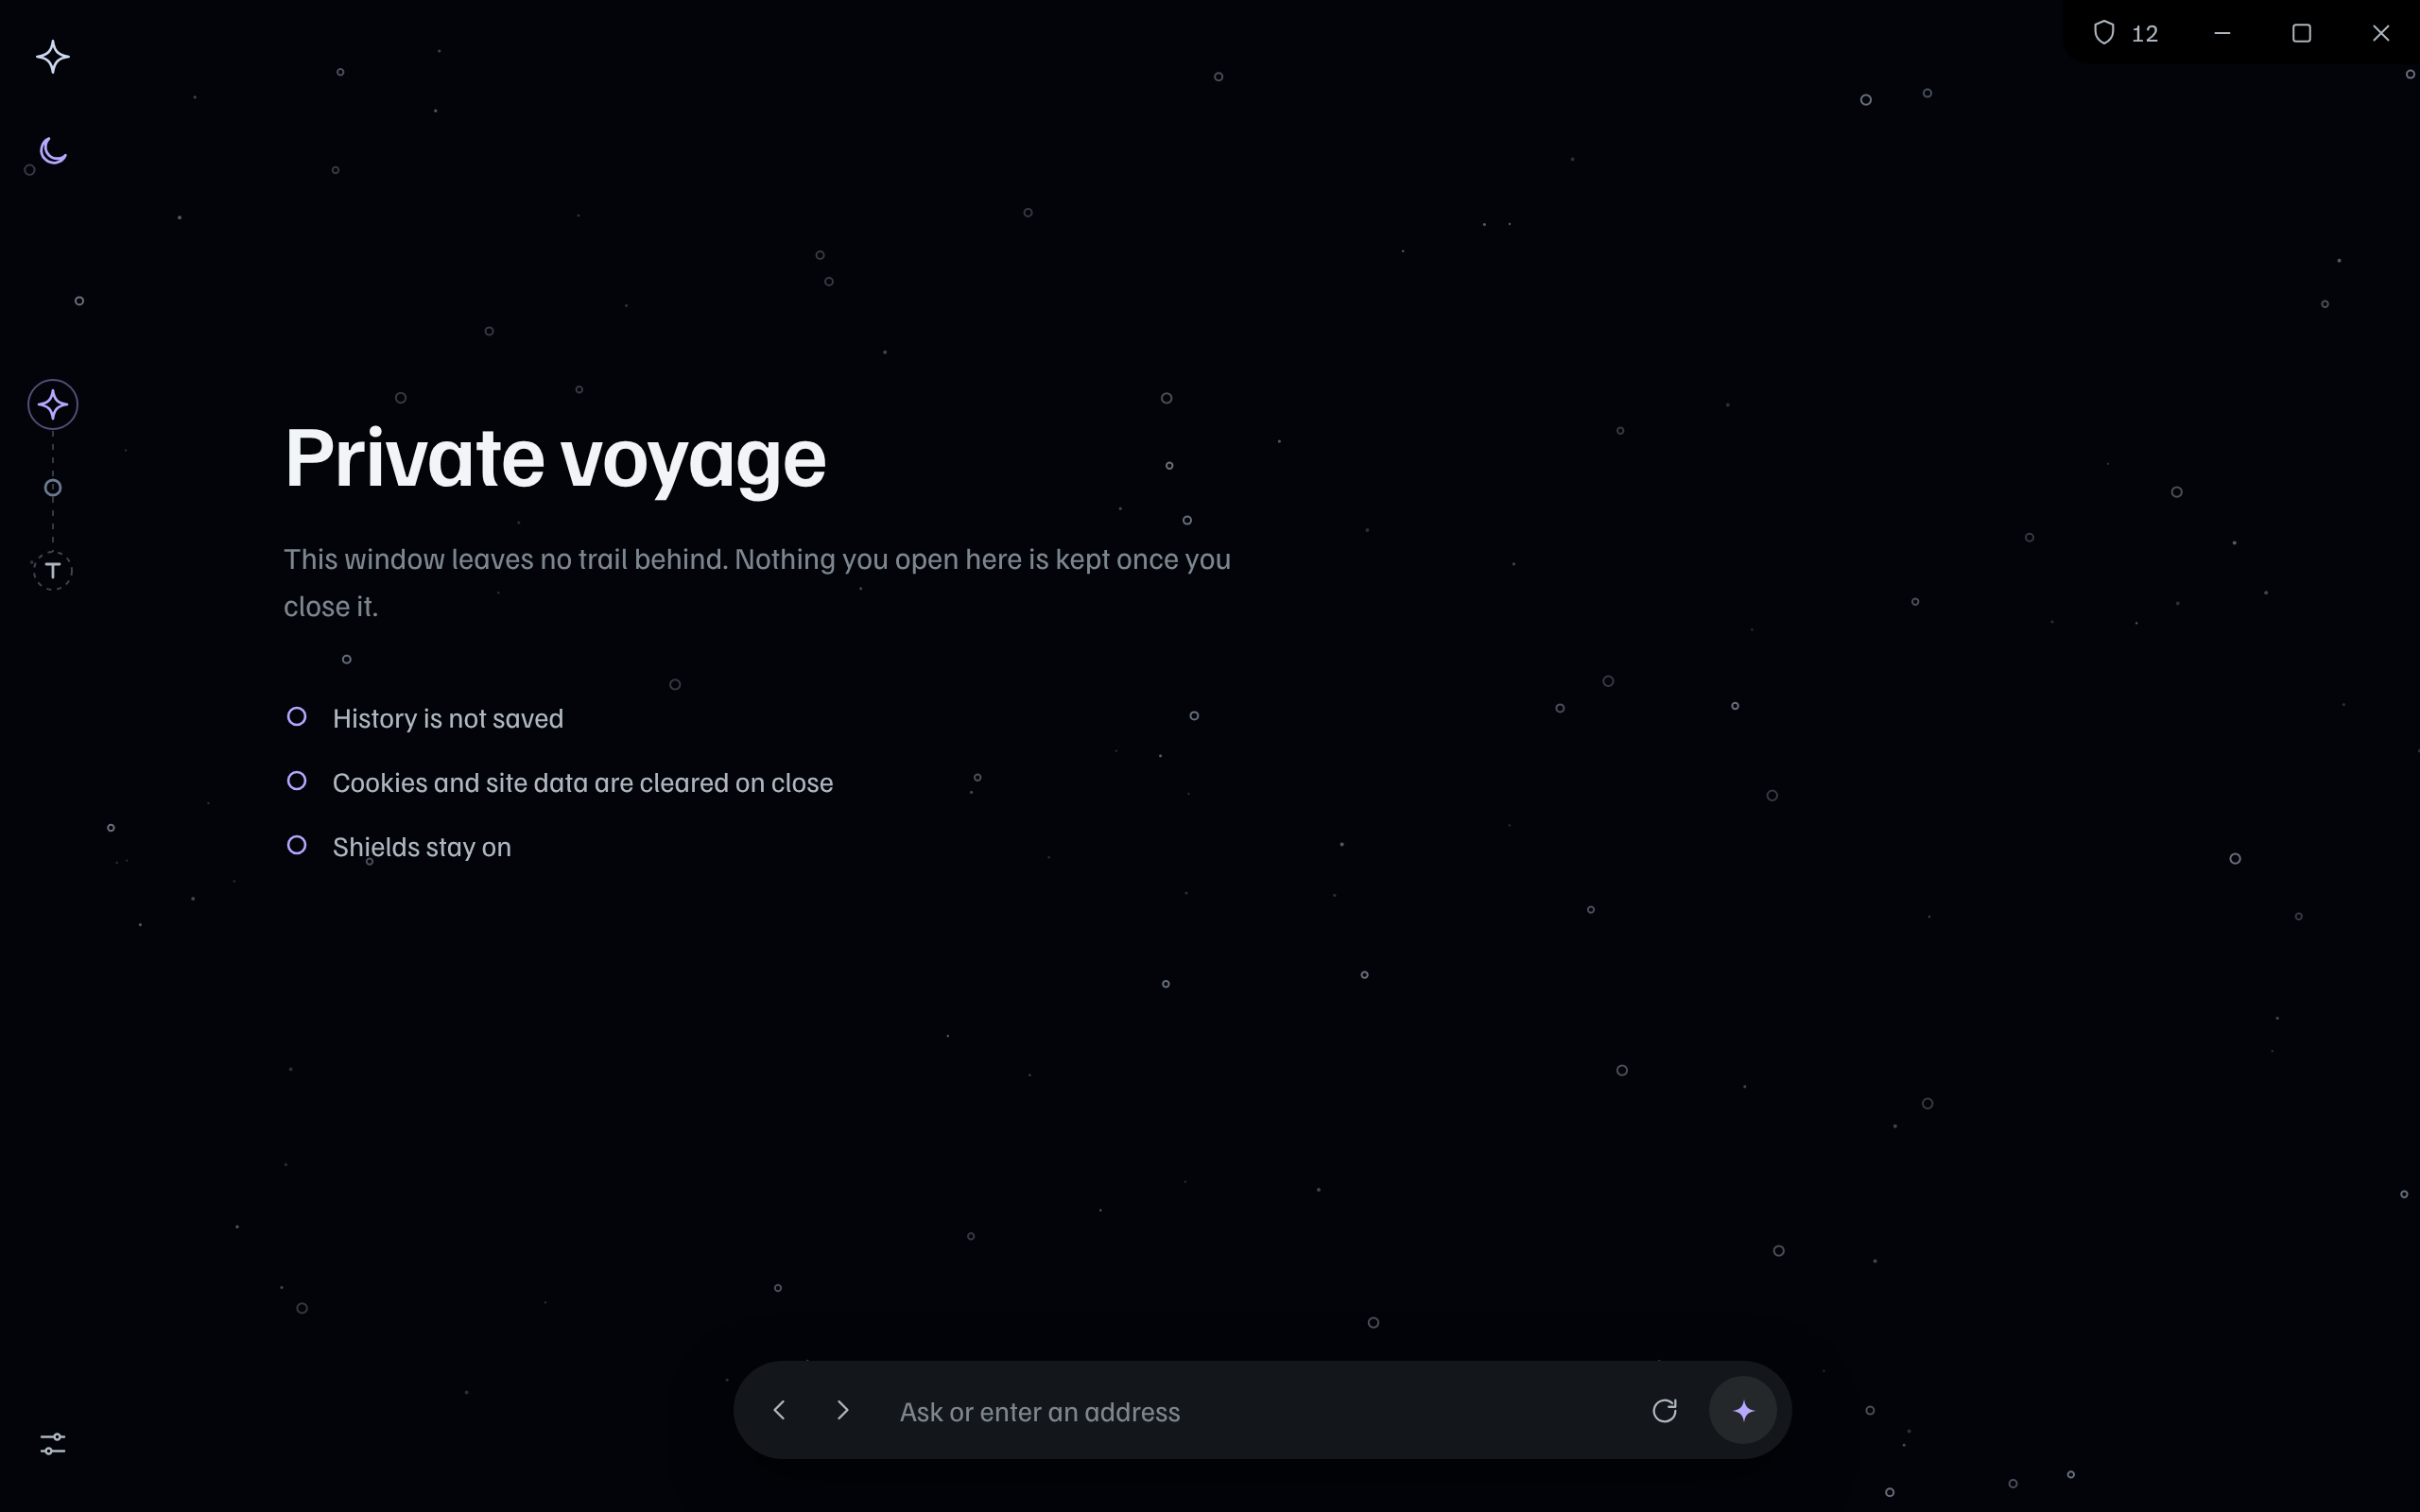 12
T
Private voyage
This window leaves no trail behind. Nothing you open here is kept once you
close it.
History is not saved
Cookies and site data are cleared on close
Shields stay on
Ask or enter an address